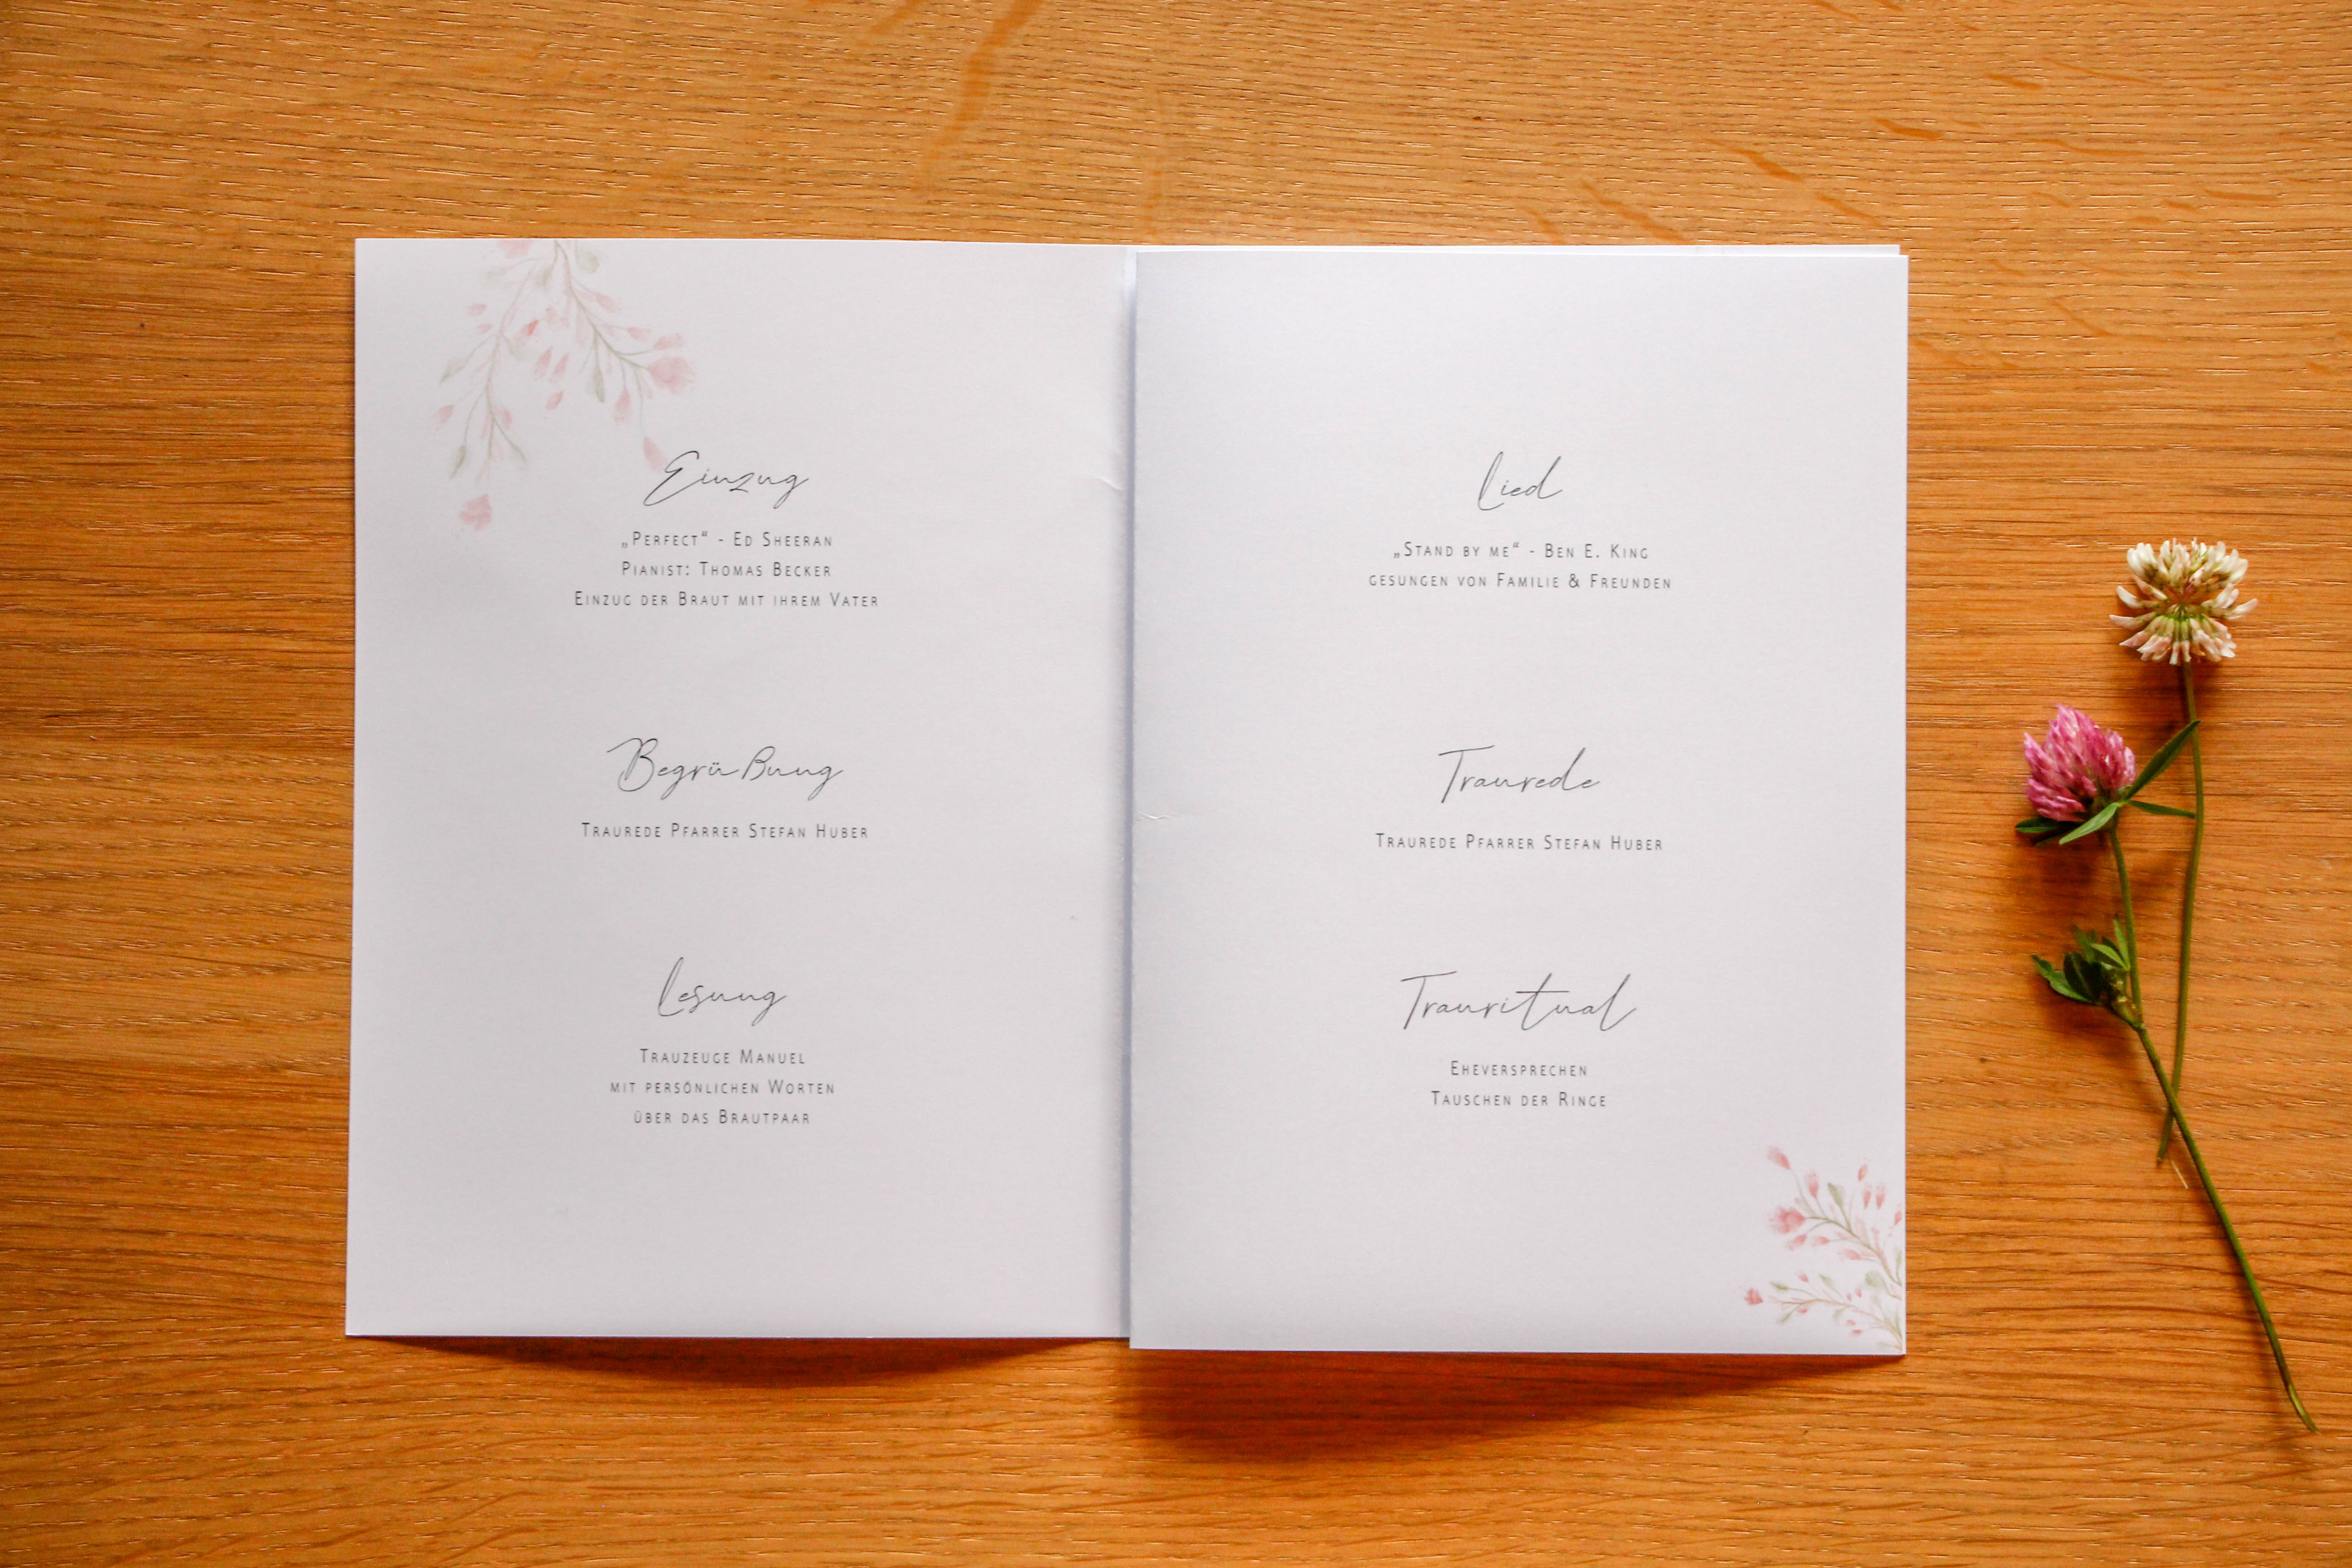 Einzug
„Perfect“ - Ed Sheeran
Pianist: Thomas Becker
Einzug der Braut mit ihrem Vater
Begrüßung
Traurede Pfarrer Stefan Huber
Lesung
Trauzeuge Manuel
mit persönlichen Worten
über das Brautpaar
Lied
„Stand by me“ - Ben E. King
gesungen von Familie & Freunden
Traurede
Traurede Pfarrer Stefan Huber
Trauritual
Eheversprechen
Tauschen der Ringe